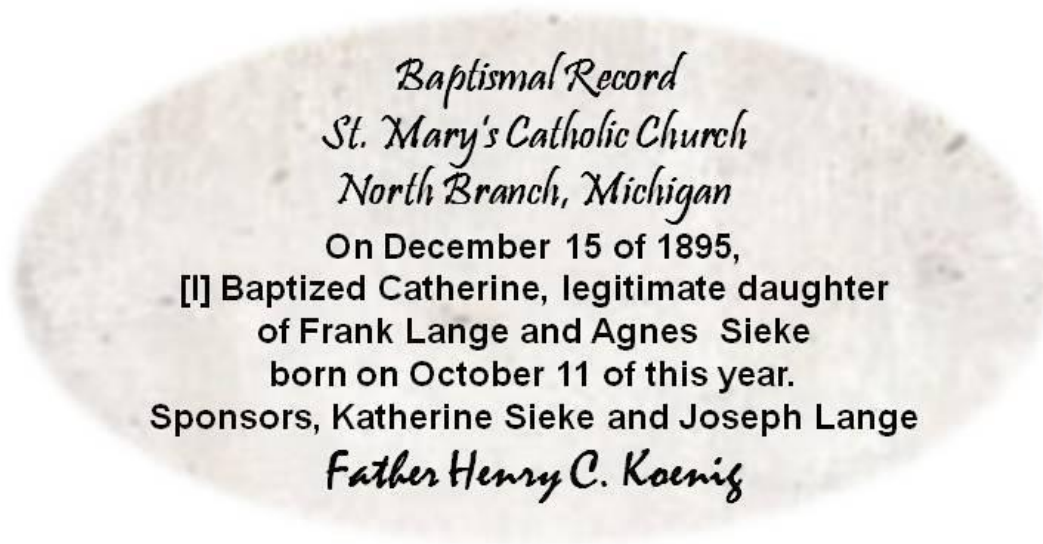 Baptismal Record
St. Mary's Catholic Church
North Branch, Michigan
On December 15 of 1895,
[I] Baptized Catherine, legitimate daughter
of Frank Lange and Agnes Sieke
born on October 11 of this year.
Sponsors, Katherine Sieke and Joseph Lange
Father Henry C. Koenig